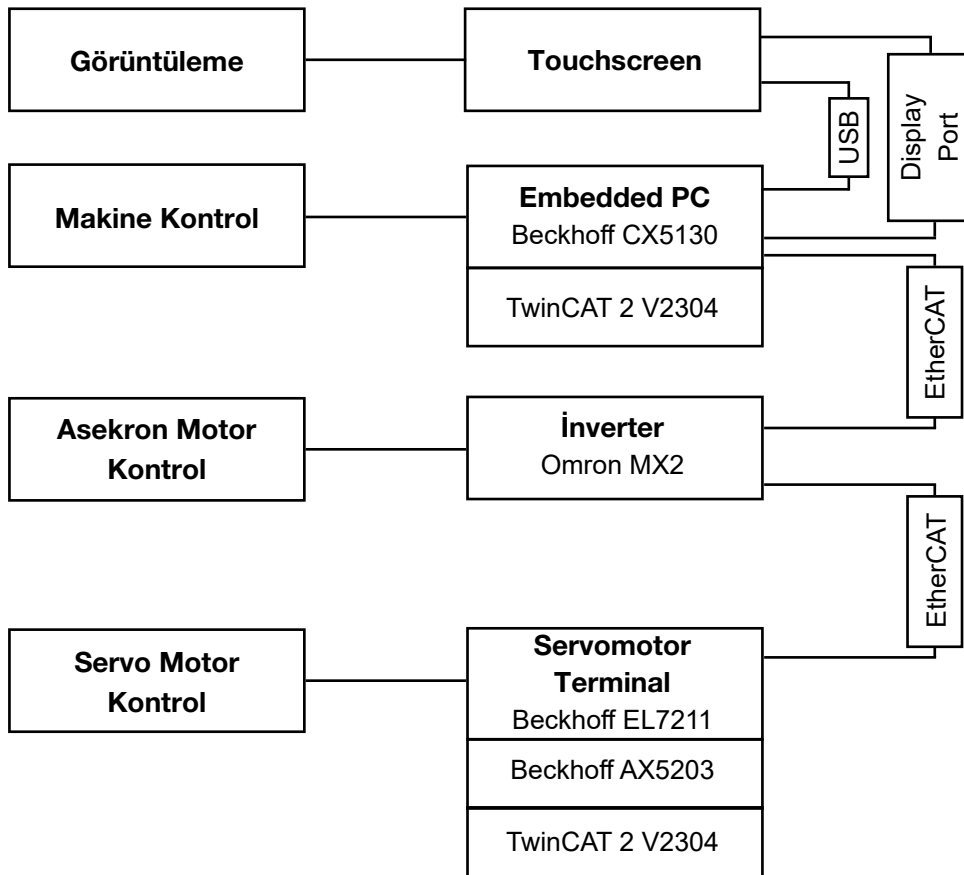 Görüntüleme
Touchscreen
USB
Display
Port
Makine Kontrol
Embedded PC
Beckhoff CX5130
TwinCAT 2 V2304
EtherCAT
Asekron Motor
Kontrol
İnverter
Omron MX2
EtherCAT
Servo Motor
Kontrol
Servomotor
Terminal
Beckhoff EL7211
Beckhoff AX5203
TwinCAT 2 V2304